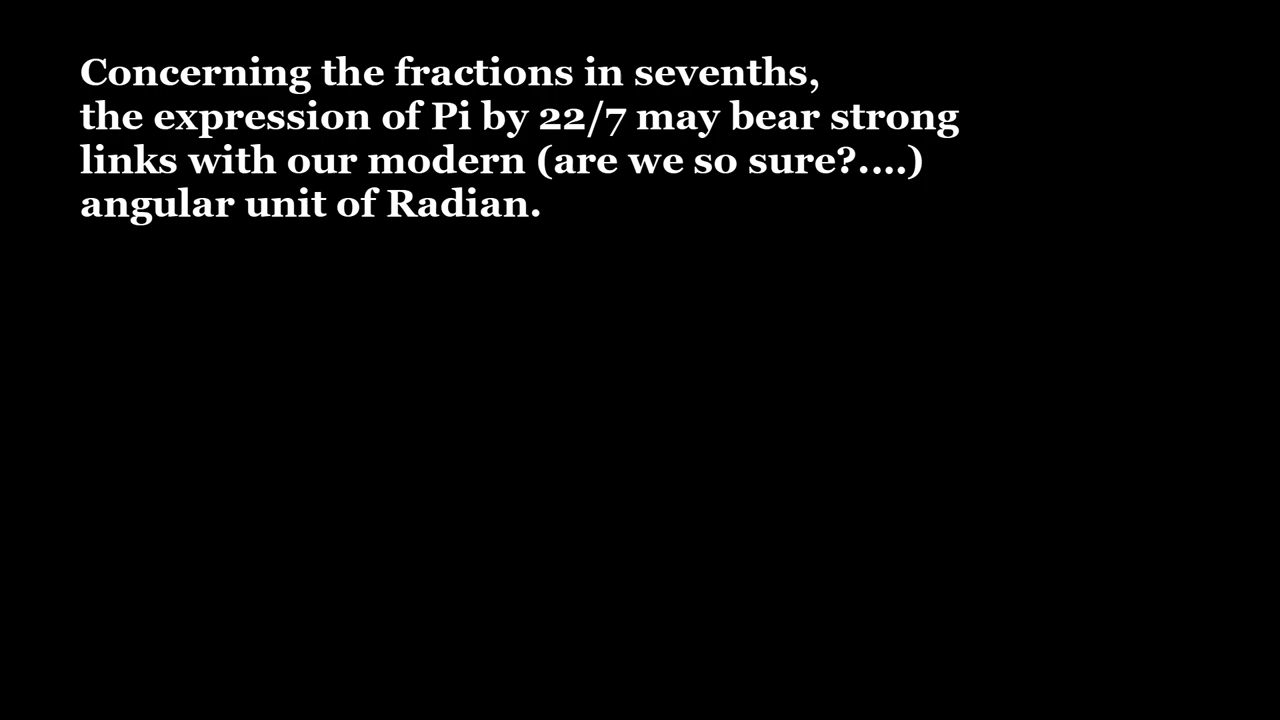 Concerning the fractions in sevenths,
the expression of Pi by 22/7 may bear strong
links with our modern (are we so sure?....)
angular unit of Radian.